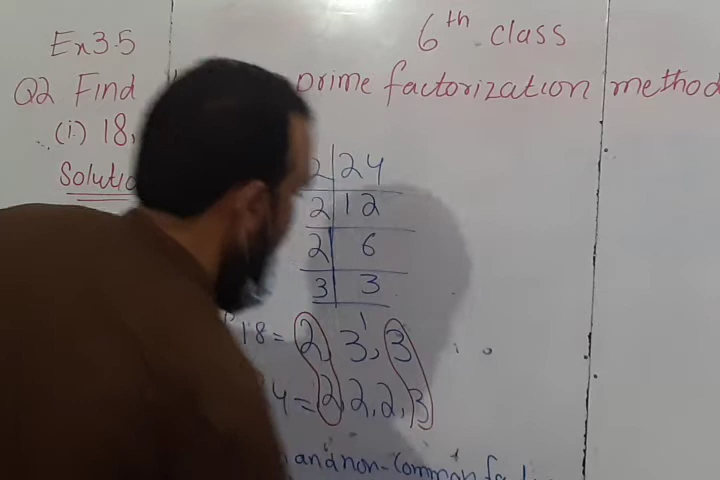 6th class
Ex3.5
Q2 Find prime factorization method
(i) 18,
Solutio
2 24
2 12
2 6
3 3
1
18 = 2, 3, 3
4 = 2, 2, 2, 3
and non-Common